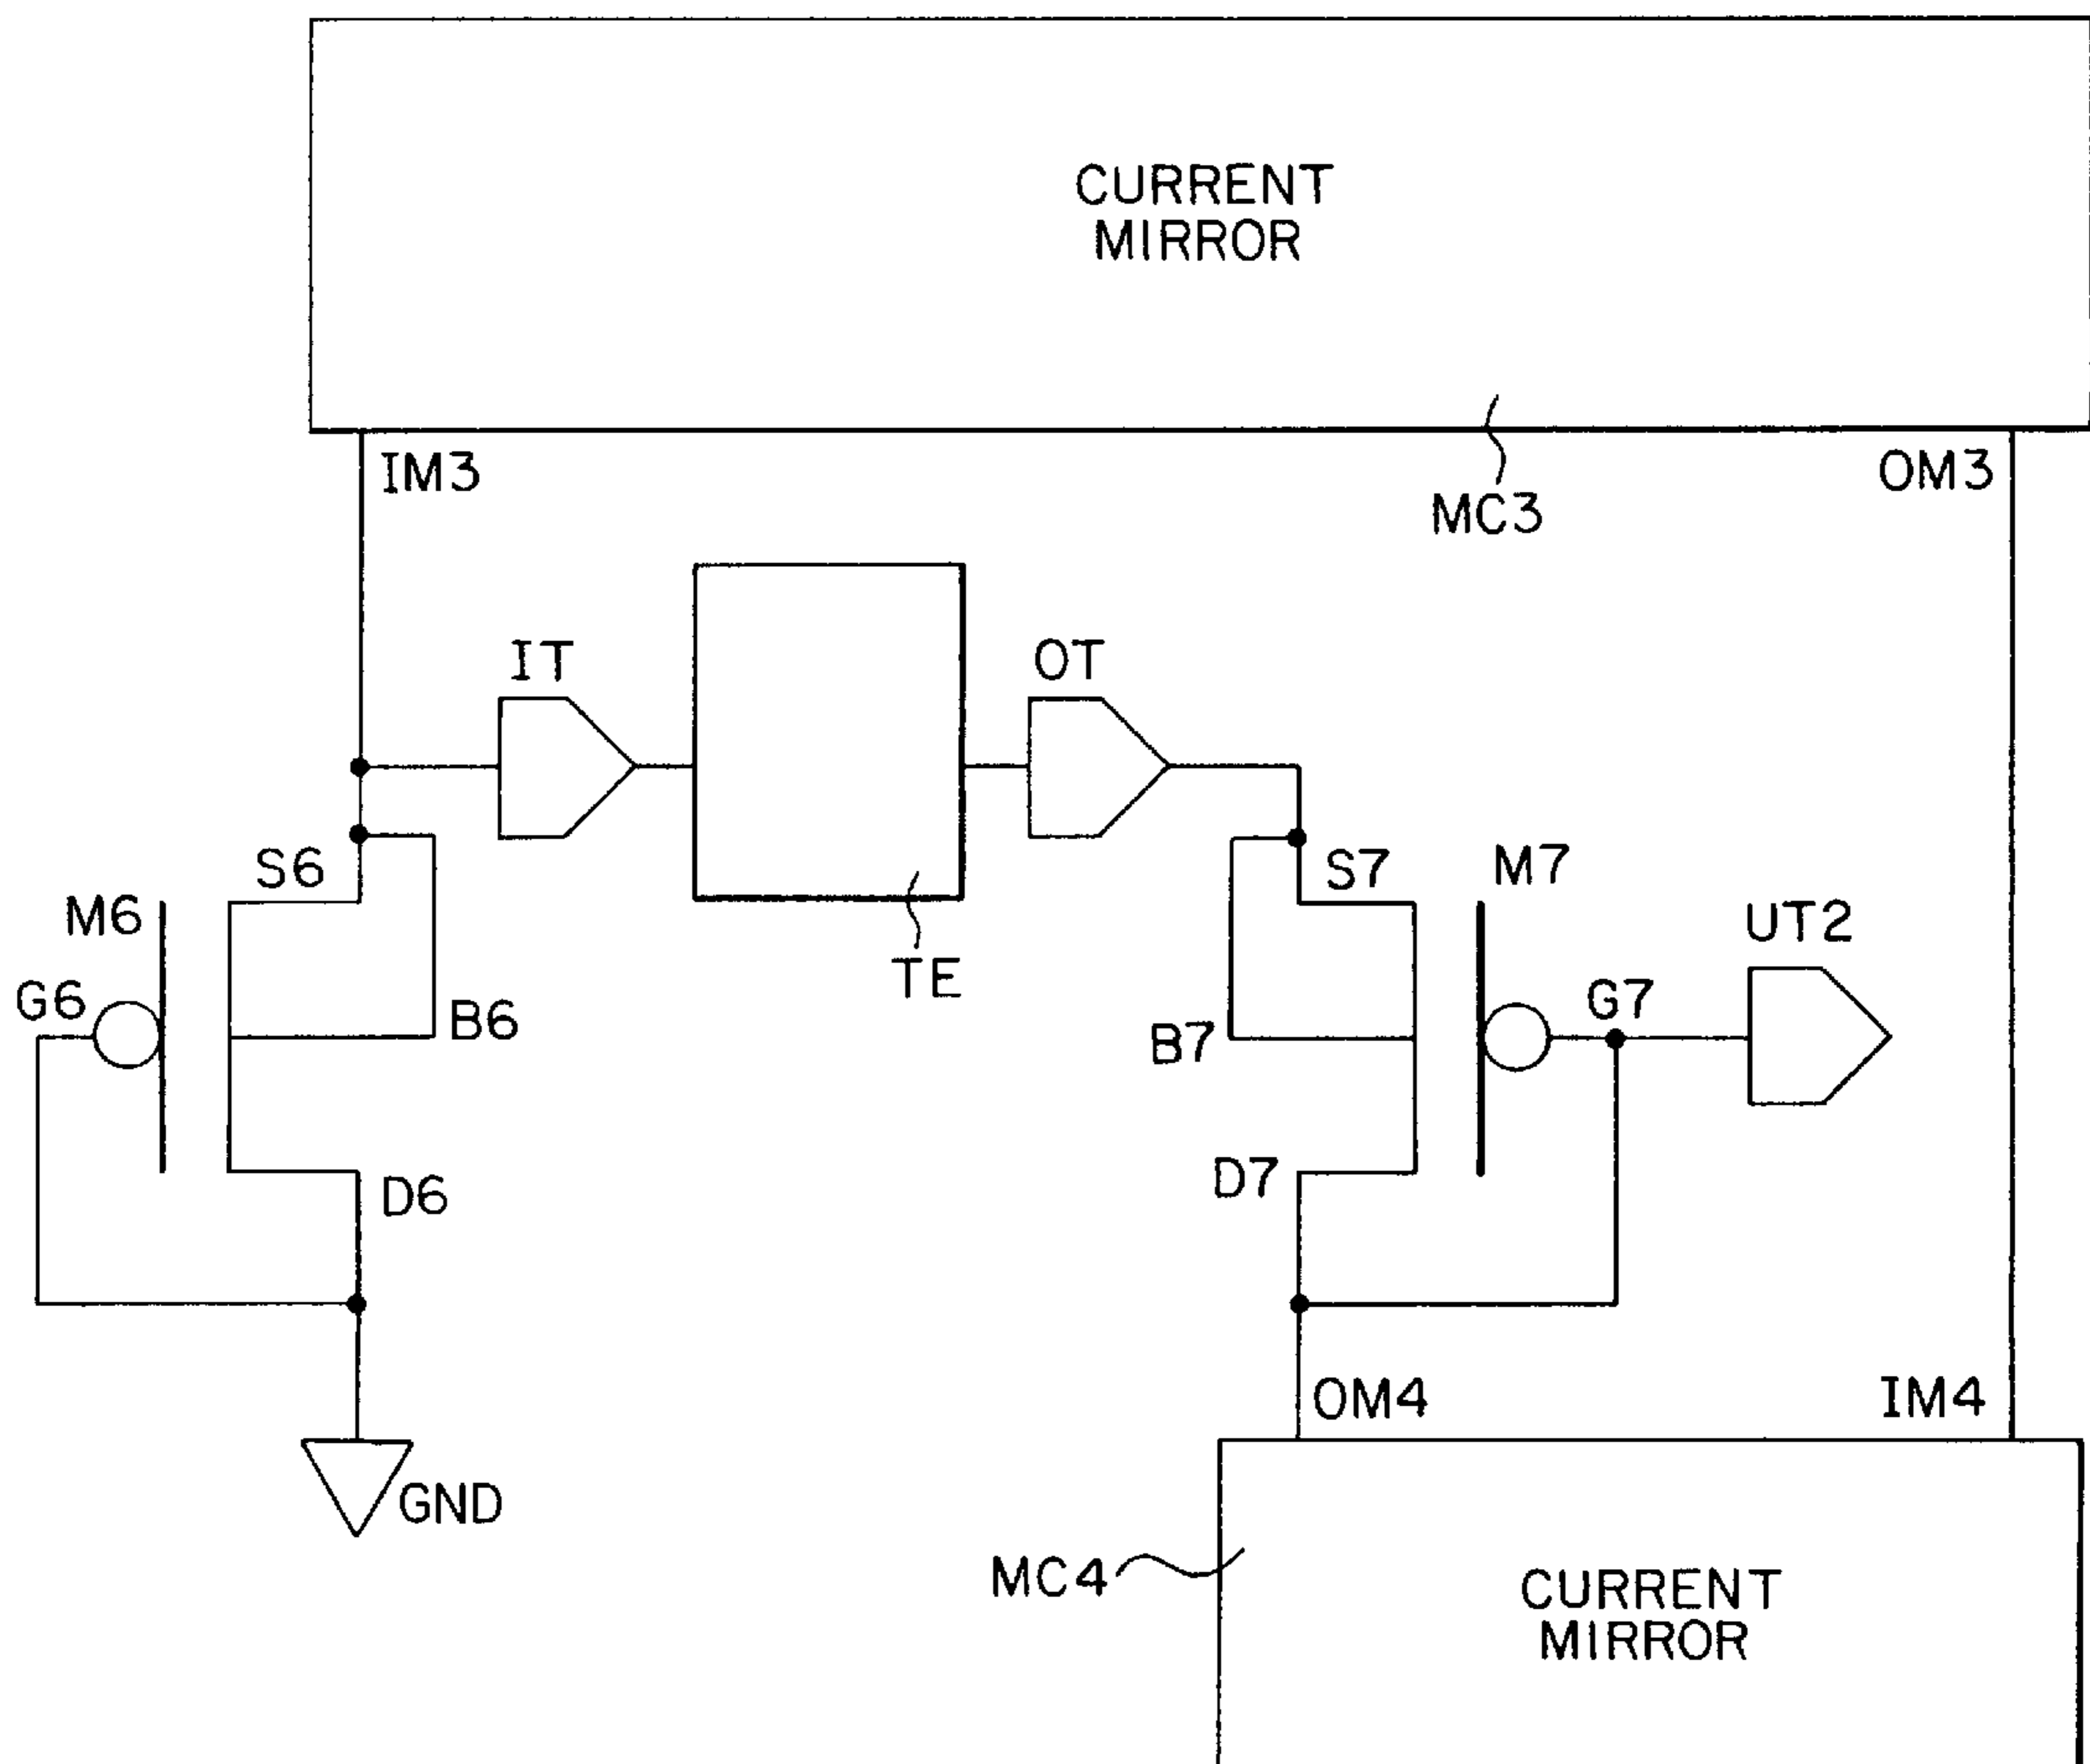 CURRENT
MIRROR
IM3
OM3
MC3
IT
OT
S6
S7
M7
M6
UT2
TE
G6
G7
B6
B7
D7
D6
OM4
IM4
GND
MC4
CURRENT
MIRROR